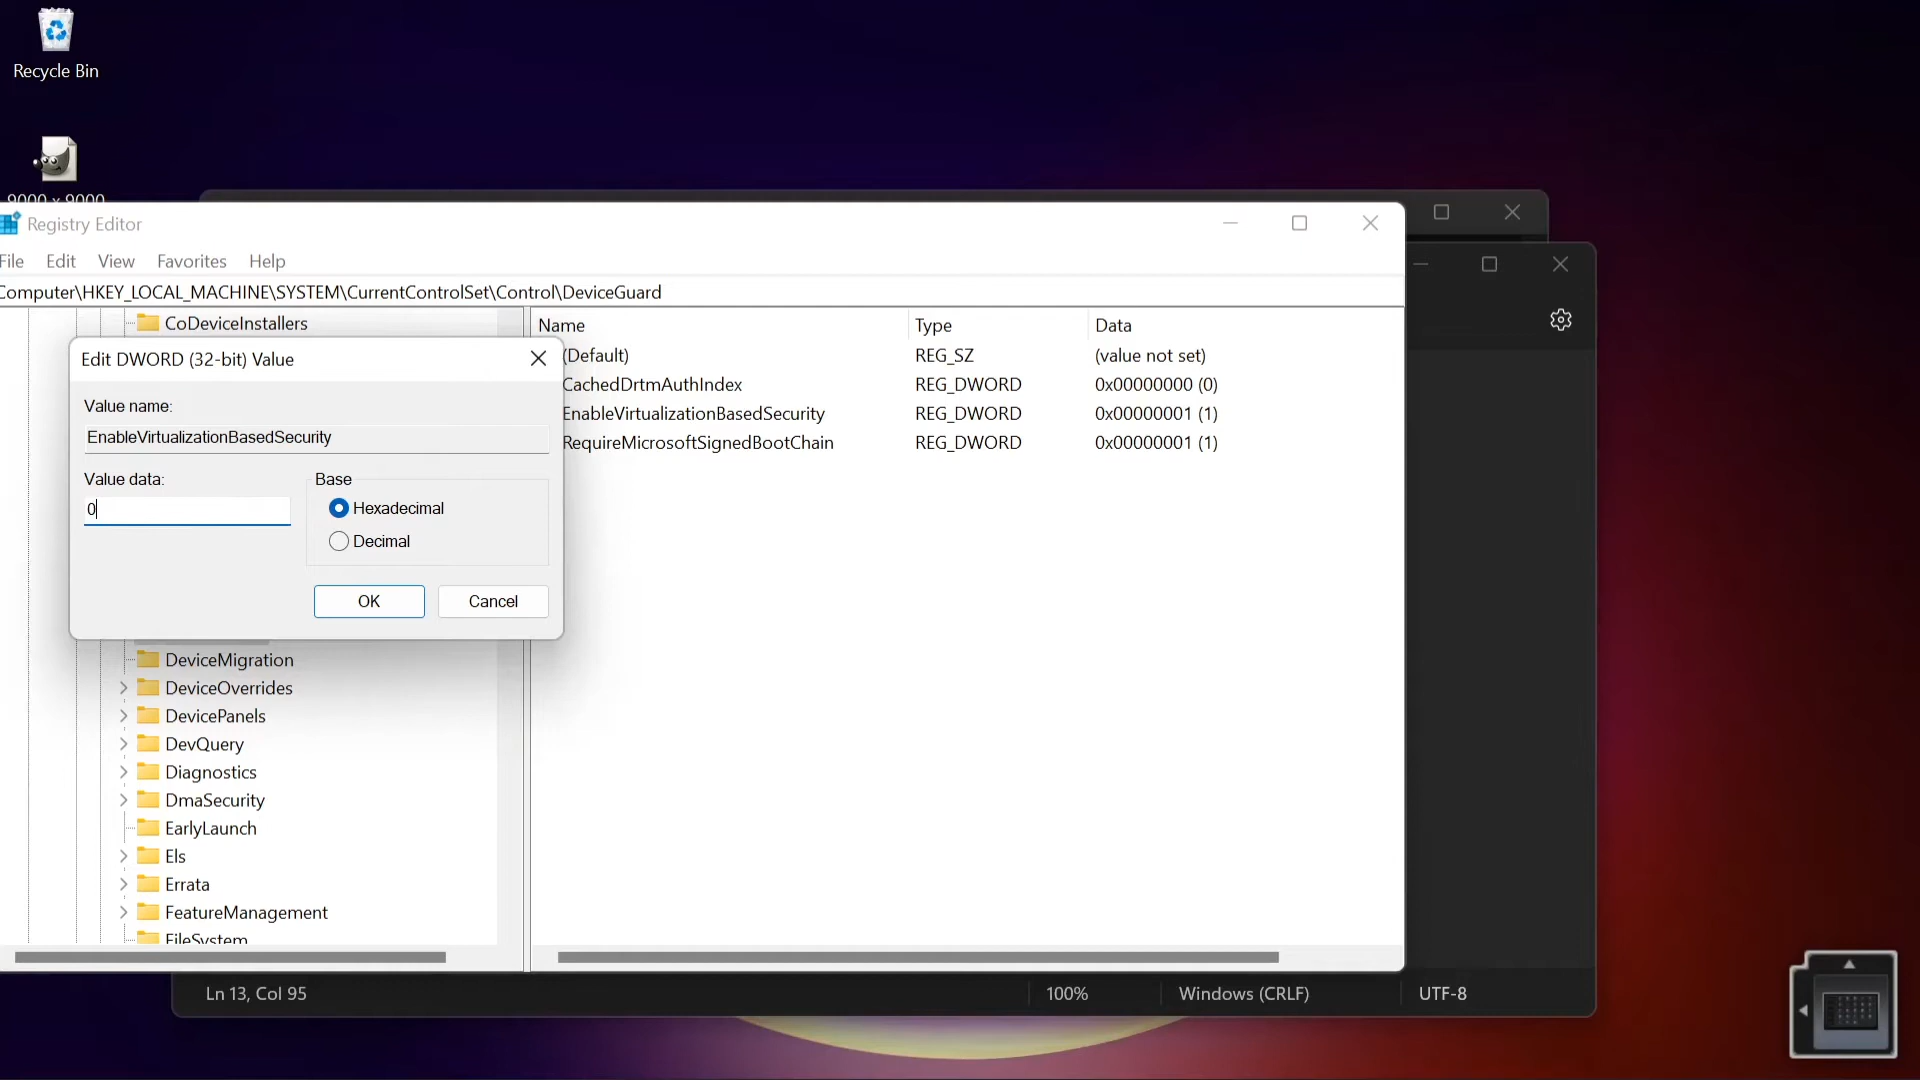 Recycle Bin
9000 x 9000
Registry Editor
File Edit View Favorites Help
Computer\HKEY_LOCAL_MACHINE\SYSTEM\CurrentControlSet\Control\DeviceGuard
CoDeviceInstallers
Name Type Data
Edit DWORD (32-bit) Value
(Default) REG_SZ (value not set)
CachedDrtmAuthIndex REG_DWORD 0x00000000 (0)
EnableVirtualizationBasedSecurity REG_DWORD 0x00000001 (1)
RequireMicrosoftSignedBootChain REG_DWORD 0x00000001 (1)
Value name:
EnableVirtualizationBasedSecurity
Value data:
0
Base
Hexadecimal
Decimal
OK Cancel
DeviceMigration
DeviceOverrides
DevicePanels
DevQuery
Diagnostics
DmaSecurity
EarlyLaunch
Els
Errata
FeatureManagement
FileSystem
Ln 13, Col 95 100% Windows (CRLF) UTF-8